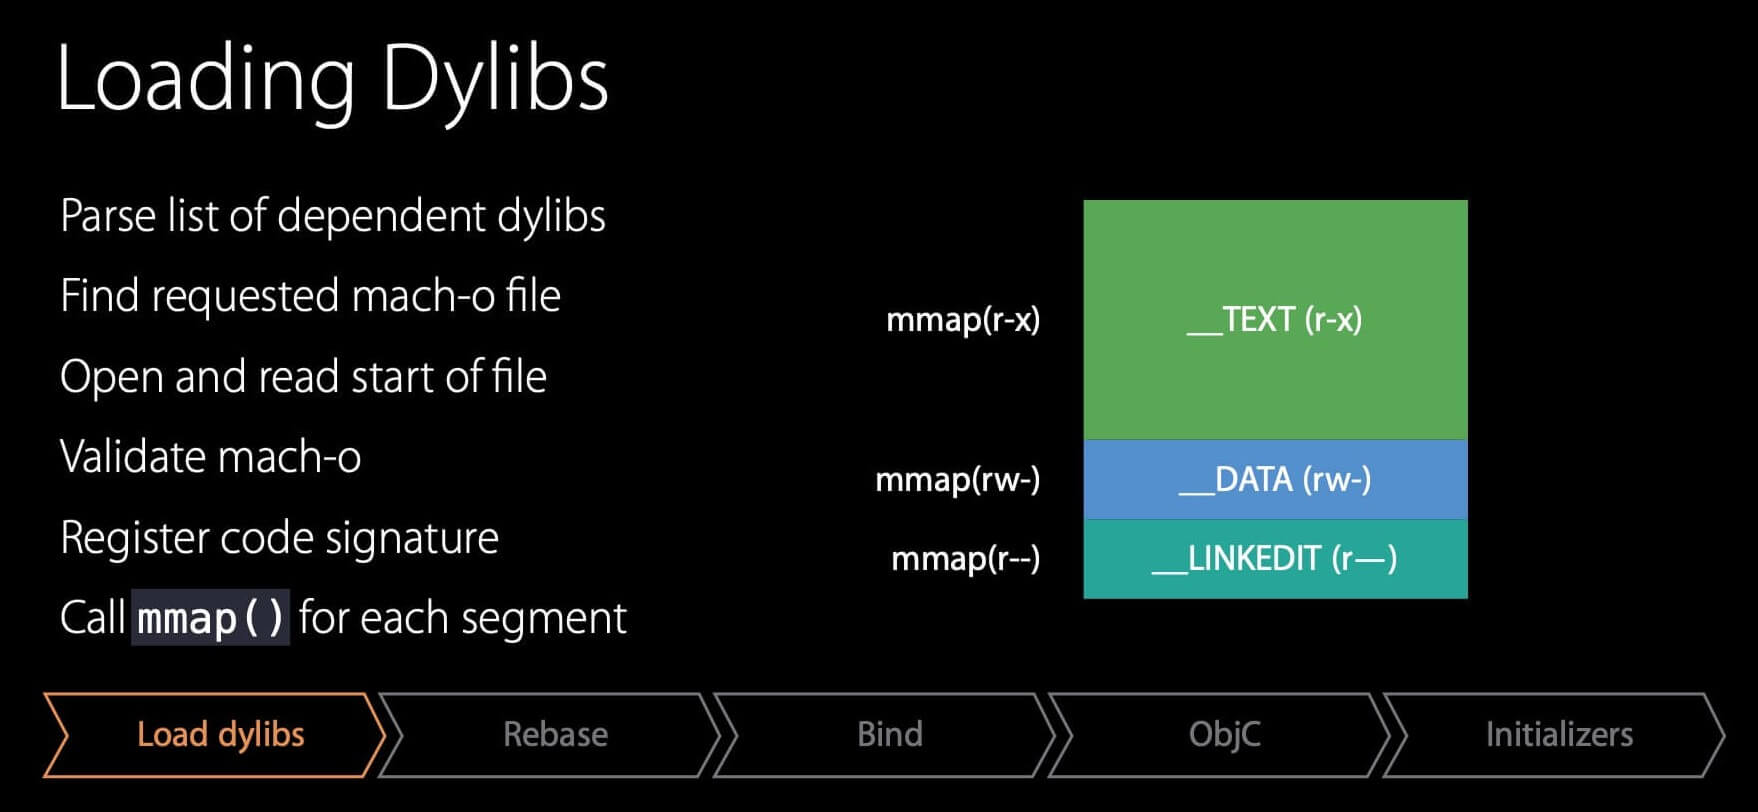 Loading Dylibs
Parse list of dependent dylibs
Find requested mach-o file
Open and read start of file
Validate mach-o
Register code signature
Call mmap() for each segment
mmap(r-x)
__TEXT (r-x)
mmap(rw-)
__DATA (rw-)
mmap(r--)
__LINKEDIT (r—)
Load dylibs
Rebase
Bind
ObjC
Initializers